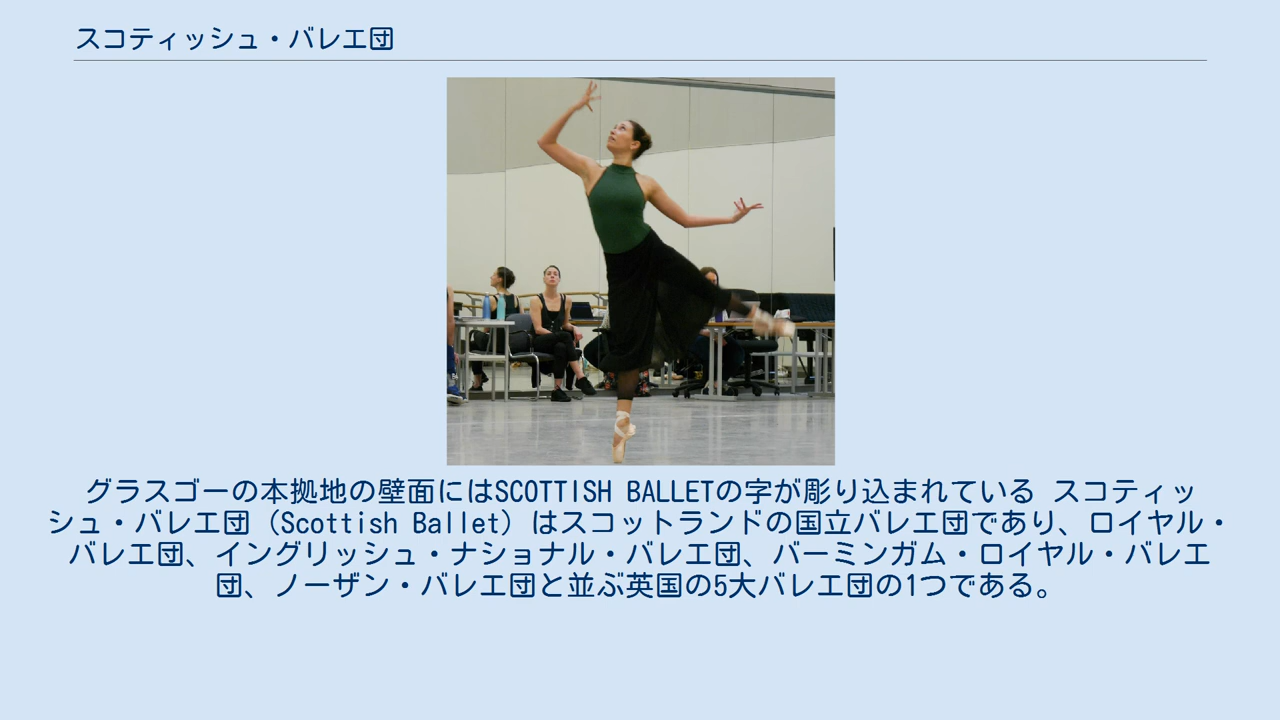 スコティッシュ・バレエ団
グラスゴーの本拠地の壁面にはSCOTTISH BALLETの字が彫り込まれている スコティッ
シュ・バレエ団（Scottish Ballet）はスコットランドの国立バレエ団であり、ロイヤル・
バレエ団、イングリッシュ・ナショナル・バレエ団、バーミンガム・ロイヤル・バレエ
団、ノーザン・バレエ団と並ぶ英国の5大バレエ団の1つである。